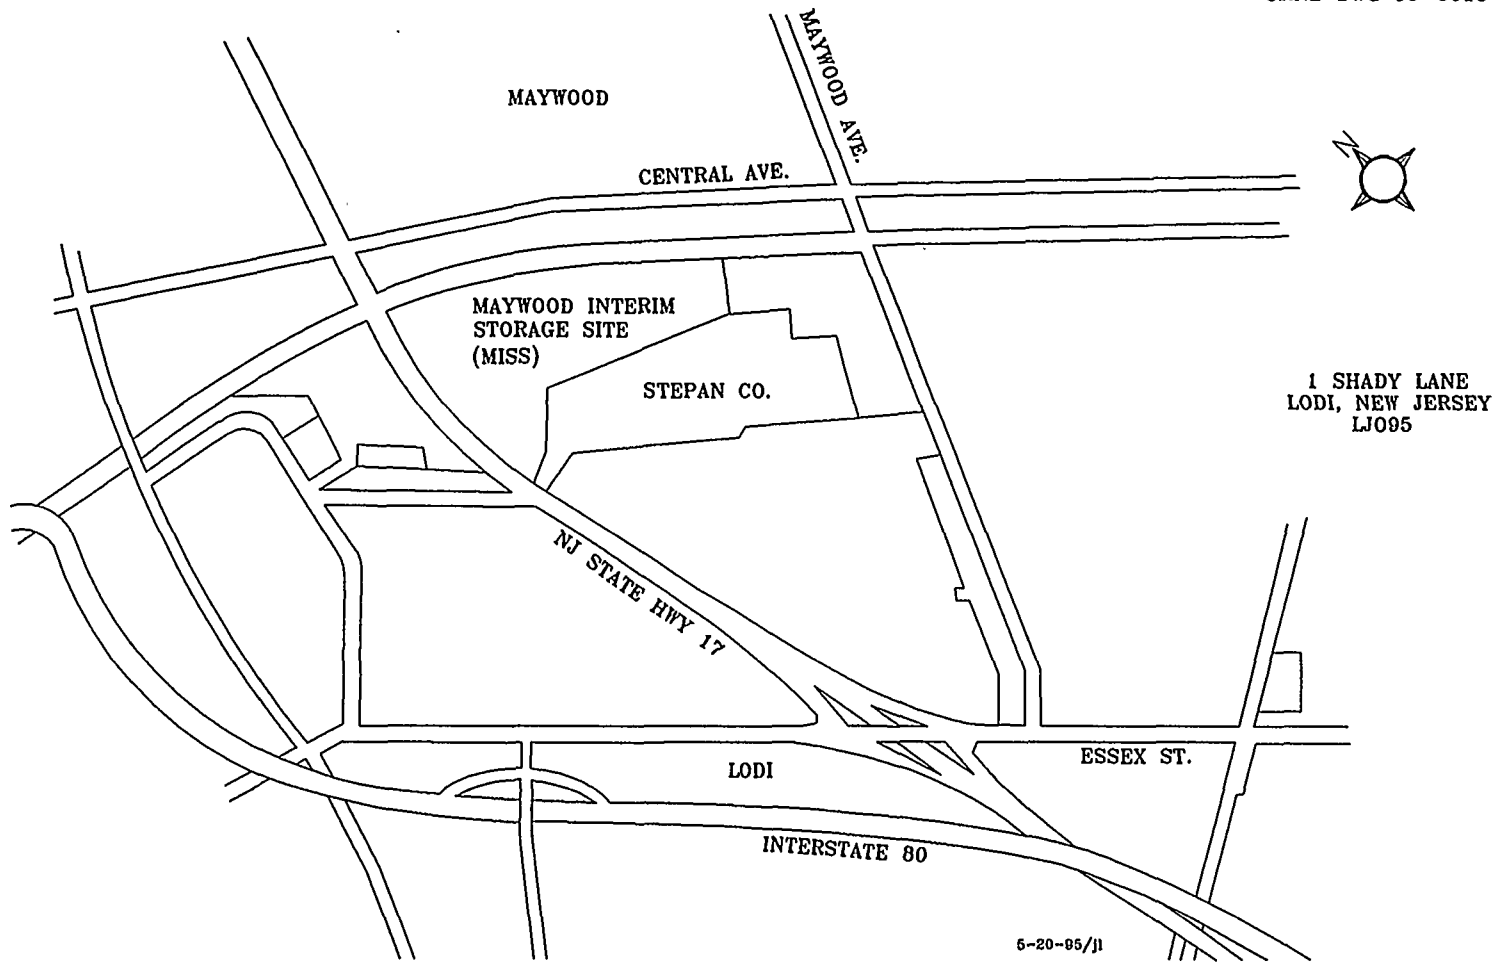 MAYWOOD
MAYWOOD AVE.
CENTRAL AVE.
N
MAYWOOD INTERIM
STORAGE SITE
(MISS)
STEPAN CO.
1 SHADY LANE
LODI, NEW JERSEY
LJ095
NJ STATE HWY 17
ESSEX ST.
LODI
INTERSTATE 80
5-20-95/jl